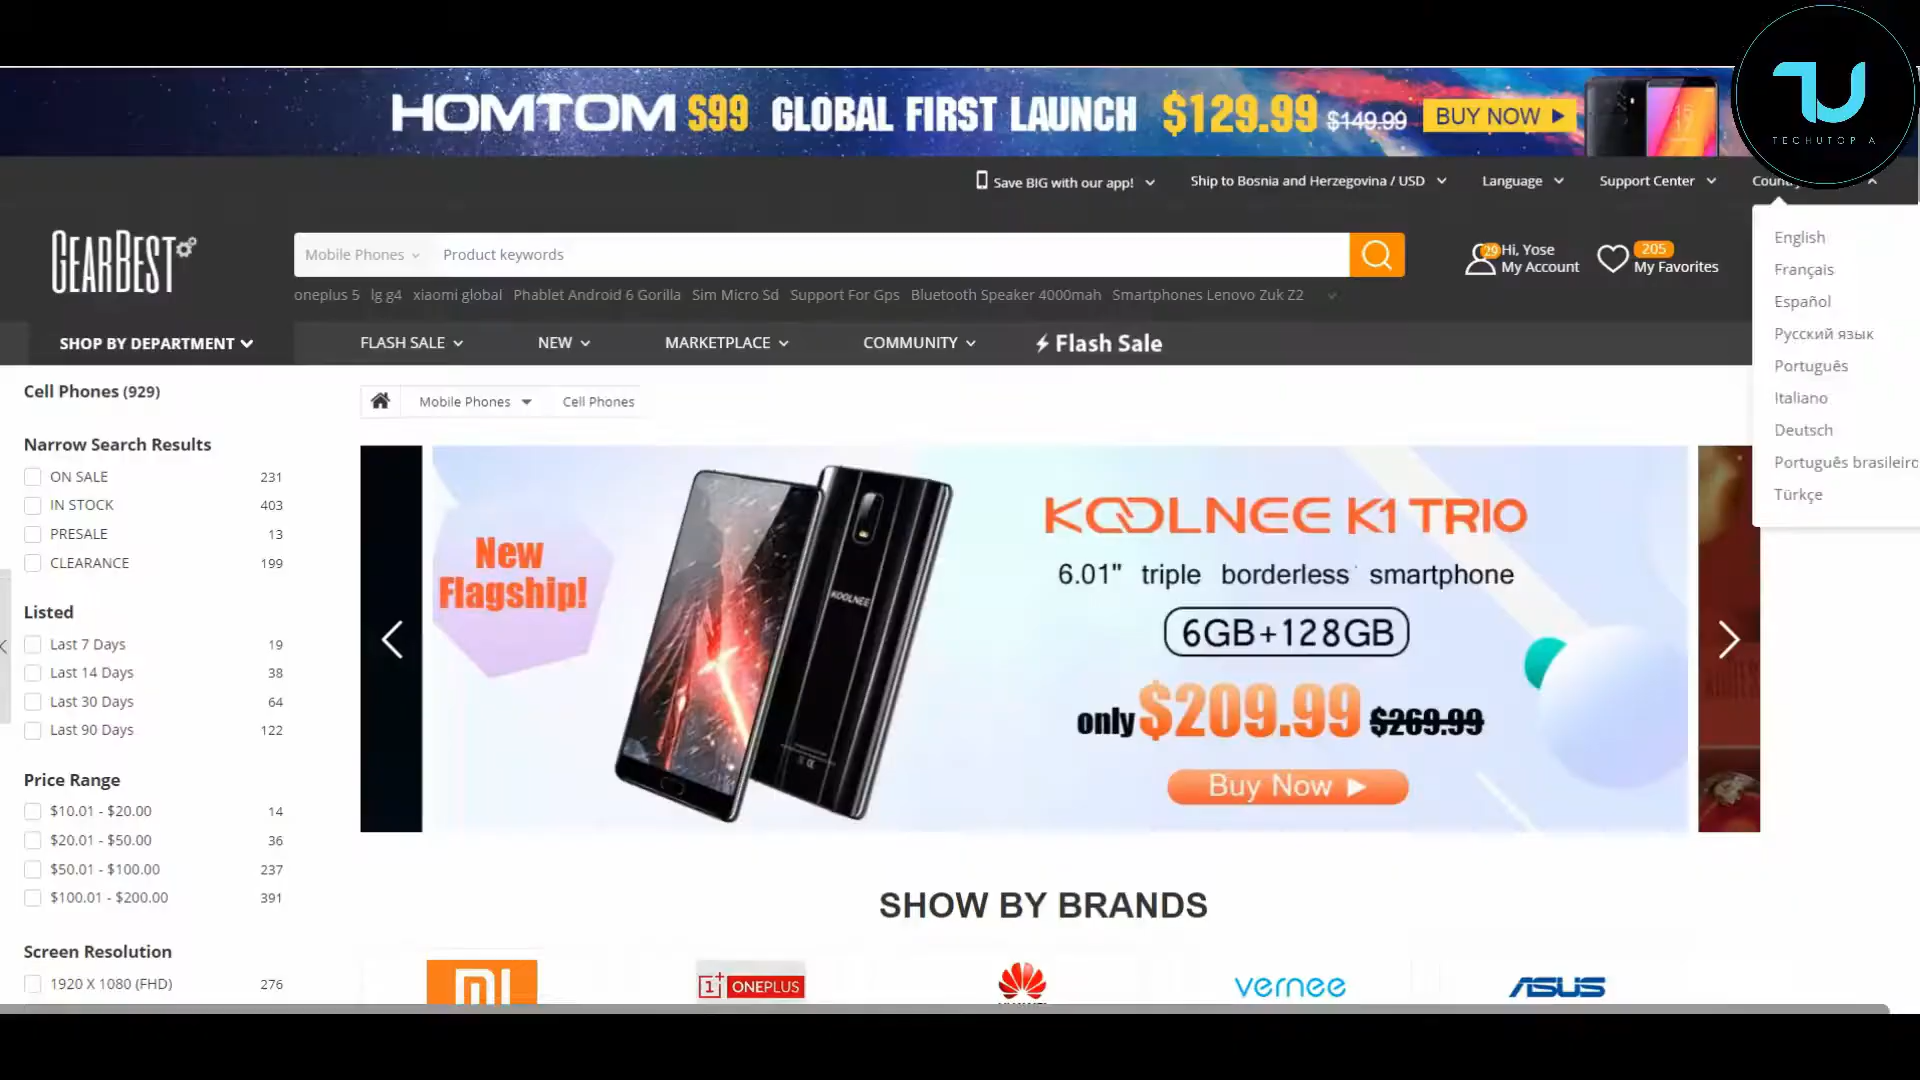 HOMTOM S99 GLOBAL FIRST LAUNCH $129.99 $149.99 BUY NOW
TECHUTOPIA
Save BIG with our app! Ship to Bosnia and Herzegovina / USD Language Support Center
GEARBEST
Mobile Phones Product keywords
29 Hi, Yose
My Account
205
My Favorites
oneplus 5 lg g4 xiaomi global Phablet Android 6 Gorilla Sim Micro Sd Support For Gps Bluetooth Speaker 4000mah Smartphones Lenovo Zuk Z2
SHOP BY DEPARTMENT FLASH SALE NEW MARKETPLACE COMMUNITY Flash Sale
English
Français
Español
Русский язык
Português
Italiano
Deutsch
Português brasileiro
Türkçe
Cell Phones (929)
Narrow Search Results
ON SALE 231
IN STOCK 403
PRESALE 13
CLEARANCE 199
Listed
Last 7 Days 19
Last 14 Days 38
Last 30 Days 64
Last 90 Days 122
Price Range
$10.01 - $20.00 14
$20.01 - $50.00 36
$50.01 - $100.00 237
$100.01 - $200.00 391
Screen Resolution
1920 X 1080 (FHD) 276
Mobile Phones Cell Phones
New
Flagship!
KOOLNEE
KOOLNEE K1 TRIO
6.01" triple borderless smartphone
6GB+128GB
only $209.99 $269.99
Buy Now
SHOW BY BRANDS
MI ONEPLUS HUAWEI vernee ASUS